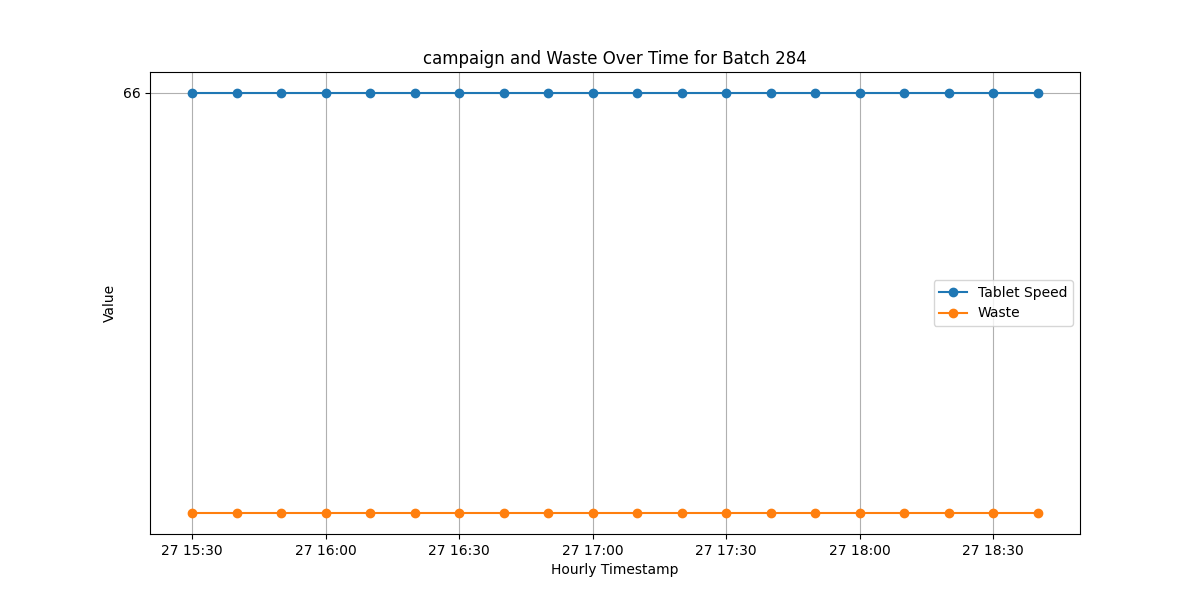 campaign and Waste Over Time for Batch 284
66
Value
Tablet Speed
Waste
27 15:30
27 16:00
27 16:30
27 17:00
27 17:30
27 18:00
27 18:30
Hourly Timestamp